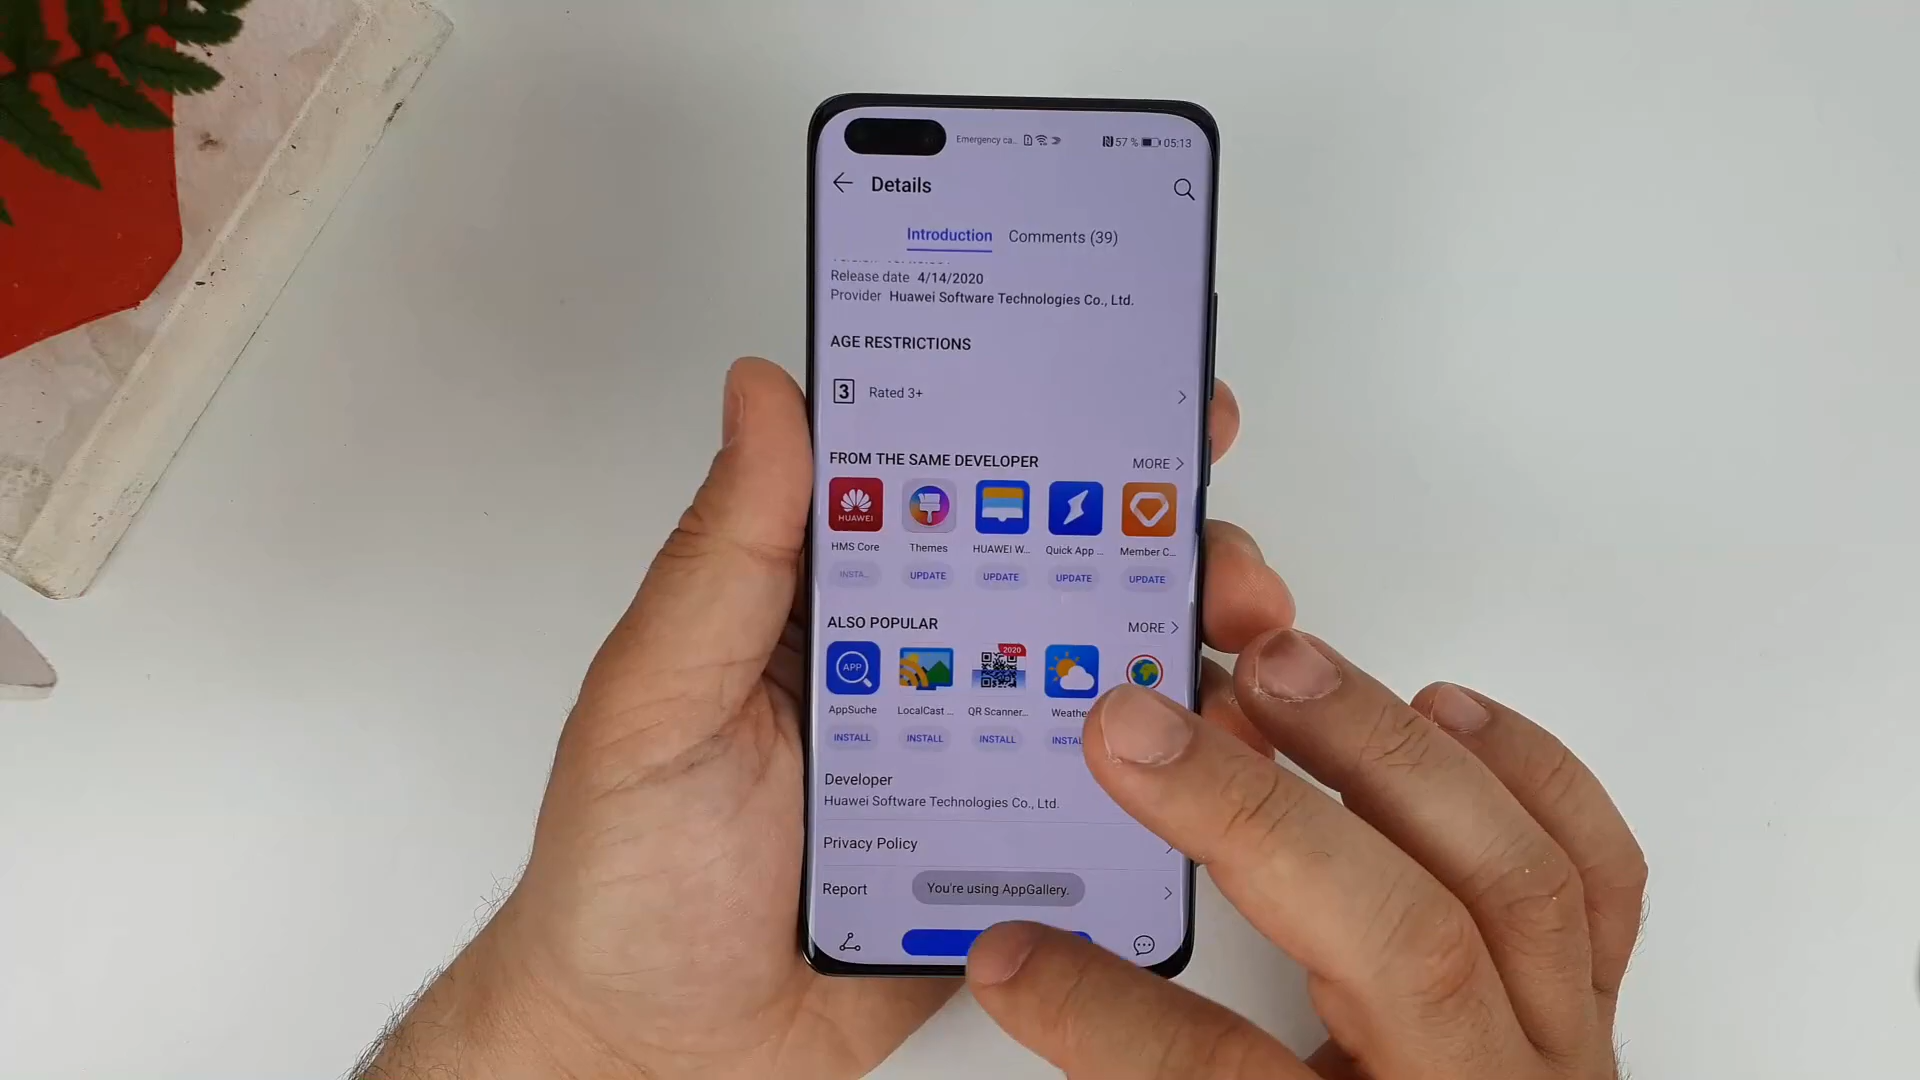 Emergency ca... 57 % 05:13
Details
Introduction Comments (39)
Release date 4/14/2020
Provider Huawei Software Technologies Co., Ltd.
AGE RESTRICTIONS
3 Rated 3+
FROM THE SAME DEVELOPER MORE
HUAWEI
HMS Core Themes HUAWEI W... Quick App ... Member C...
INSTA... UPDATE UPDATE UPDATE UPDATE
ALSO POPULAR MORE
APP 2020
AppSuche LocalCast ... QR Scanner...
INSTALL INSTALL INSTALL
Developer
Huawei Software Technologies Co., Ltd.
Privacy Policy
Report You're using AppGallery.